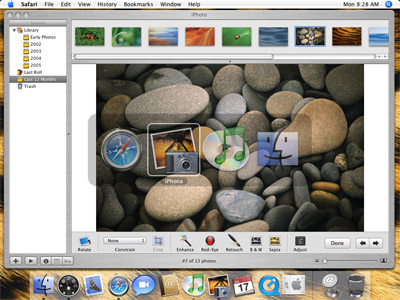 Safari File Edit View History Bookmarks Window Help Mon 8:28 AM
iPhoto
Library
Early Photos
2002
2003
2004
2005
Last Roll
Last 12 Months
Trash
iPhoto
Rotate
None
Constrain
Crop
Enhance
Red-Eye
Retouch
B & W
Sepia
Adjust
Done
#7 of 13 photos
17